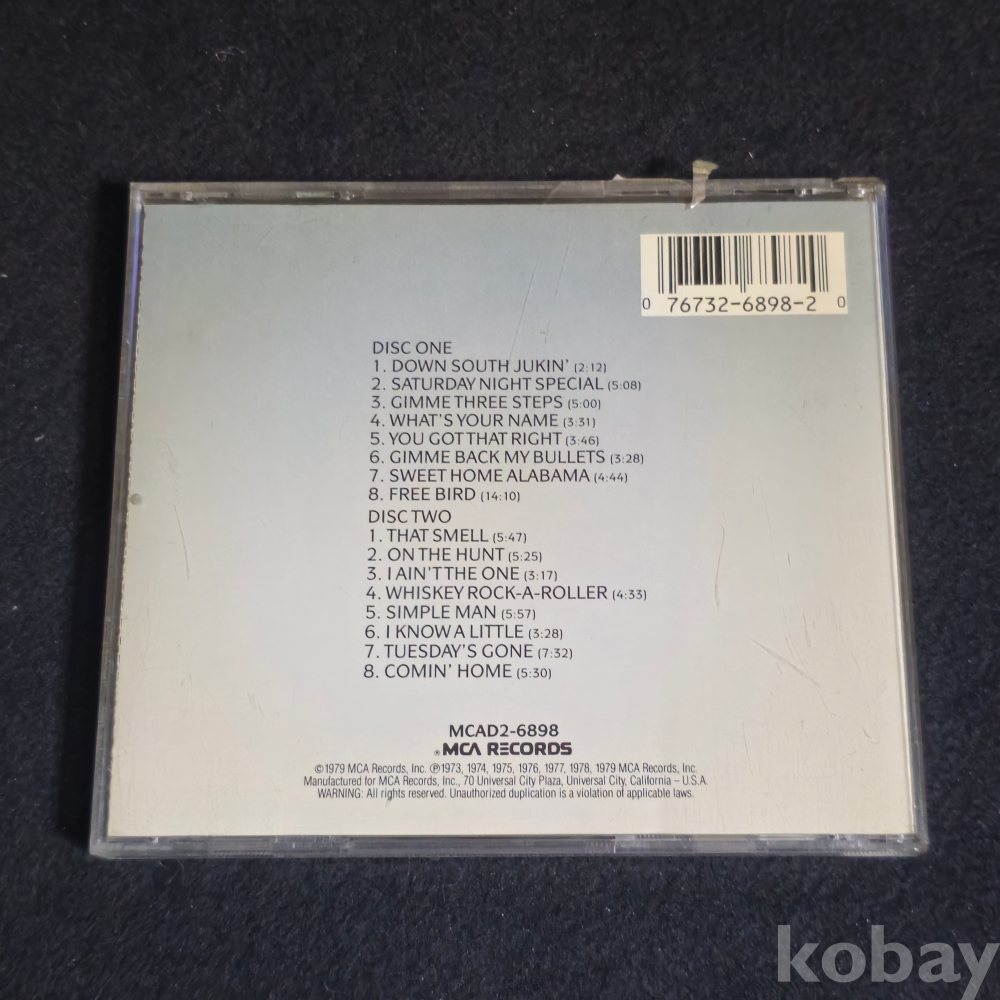 0 76732-6898-2 0
DISC ONE
1. DOWN SOUTH JUKIN' (2:12)
2. SATURDAY NIGHT SPECIAL (5:08)
3. GIMME THREE STEPS (5:00)
4. WHAT'S YOUR NAME (3:31)
5. YOU GOT THAT RIGHT (3:46)
6. GIMME BACK MY BULLETS (3:28)
7. SWEET HOME ALABAMA (4:44)
8. FREE BIRD (14:10)
DISC TWO
1. THAT SMELL (5:47)
2. ON THE HUNT (5:25)
3. I AIN'T THE ONE (3:17)
4. WHISKEY ROCK-A-ROLLER (4:33)
5. SIMPLE MAN (5:57)
6. I KNOW A LITTLE (3:28)
7. TUESDAY'S GONE (7:32)
8. COMIN' HOME (5:30)
MCAD2-6898
®MCA RECORDS
©1979 MCA Records, Inc. ℗1973, 1974, 1975, 1976, 1977, 1978, 1979 MCA Records, Inc.
Manufactured for MCA Records, Inc., 70 Universal City Plaza, Universal City, California – U.S.A.
WARNING: All rights reserved. Unauthorized duplication is a violation of applicable laws.
kobay